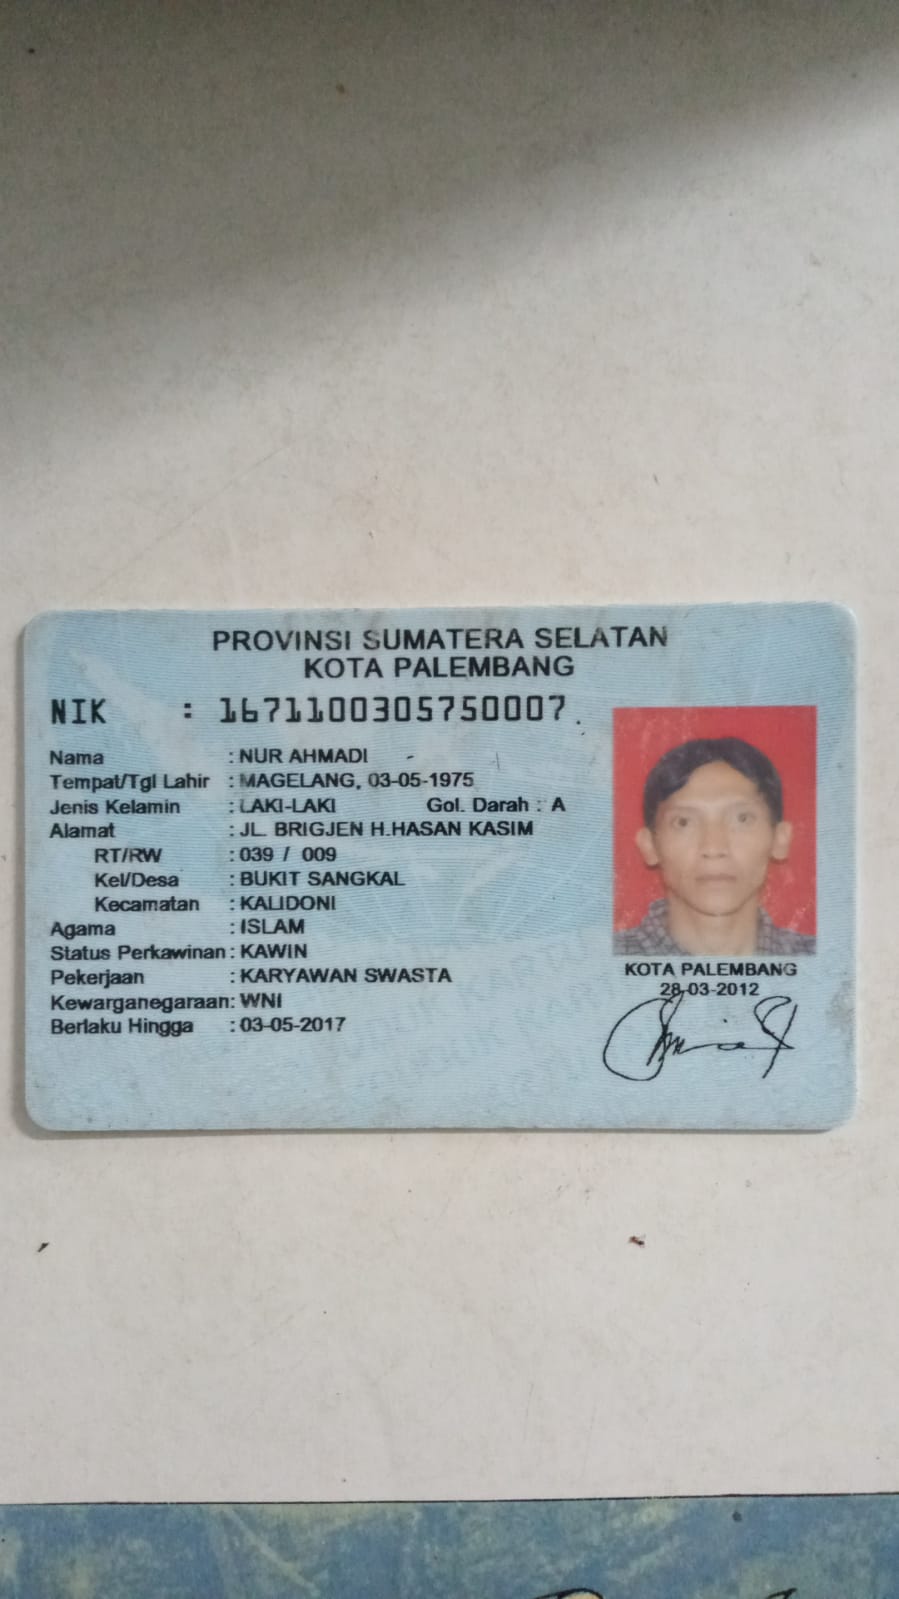 PROVINSI SUMATERA SELATAN
KOTA PALEMBANG
NIK : 1671100305750007
Nama : NUR AHMADI
Tempat/Tgl Lahir : MAGELANG, 03-05-1975
Jenis Kelamin : LAKI-LAKI Gol. Darah : A
Alamat : JL. BRIGJEN H.HASAN KASIM
RT/RW : 039 / 009
Kel/Desa : BUKIT SANGKAL
Kecamatan : KALIDONI
Agama : ISLAM
Status Perkawinan : KAWIN
Pekerjaan : KARYAWAN SWASTA
Kewarganegaraan : WNI
Berlaku Hingga : 03-05-2017
KOTA PALEMBANG
28-03-2012